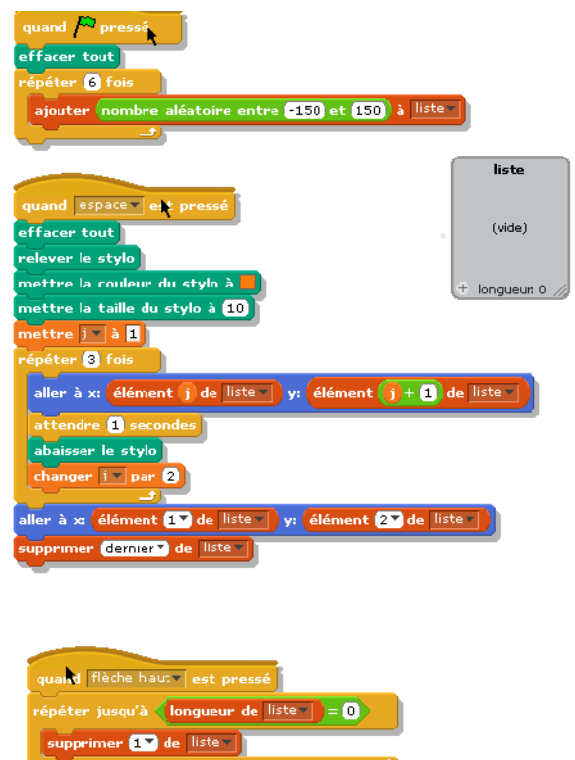 quand pressé
effacer tout
répéter 6 fois
ajouter nombre aléatoire entre -150 et 150 à liste
liste
(vide)
+ longueur: 0
quand espace est pressé
effacer tout
relever le stylo
mettre la couleur du stylo à
mettre la taille du stylo à 10
mettre j à 1
répéter 3 fois
aller à x: élément j de liste y: élément j + 1 de liste
attendre 1 secondes
abaisser le stylo
changer j par 2
aller à x: élément 1 de liste y: élément 2 de liste
supprimer dernier de liste
quand flèche haut est pressé
répéter jusqu'à longueur de liste = 0
supprimer 1 de liste